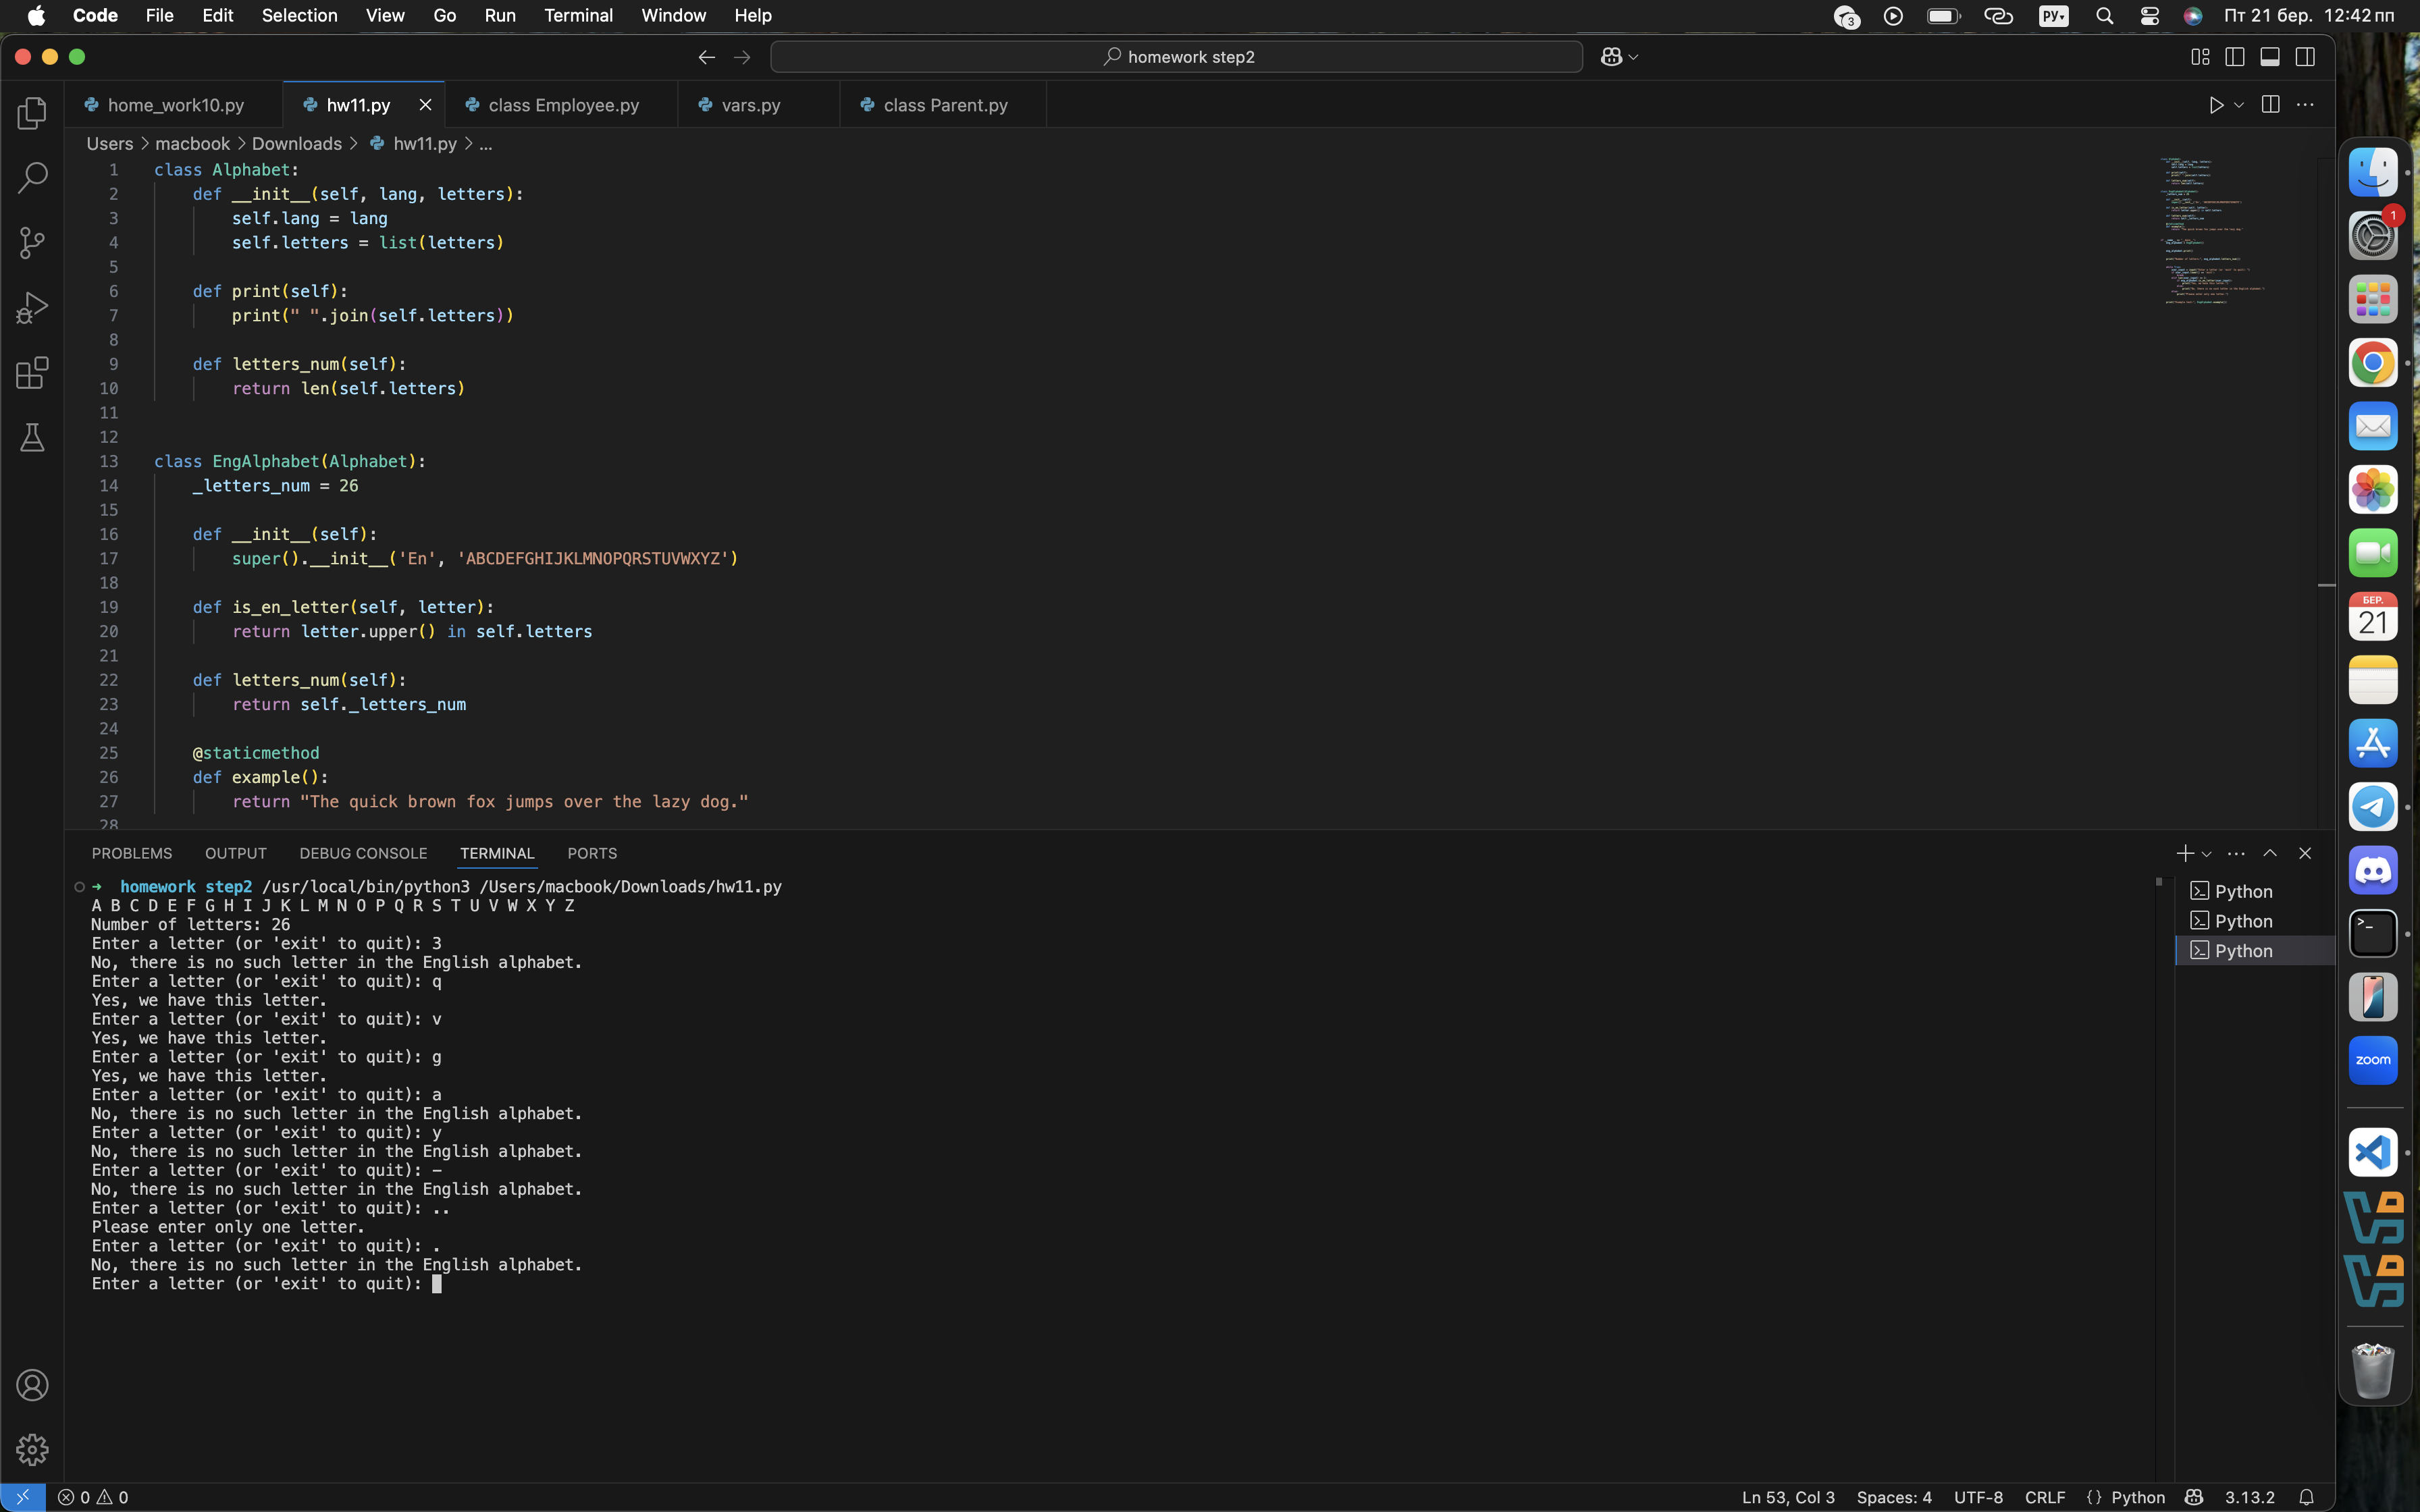 Code File Edit Selection View Go Run Terminal Window Help
3 РУ Пт 21 бер. 12:42 пп
homework step2
home_work10.py hw11.py class Employee.py vars.py class Parent.py
Users > macbook > Downloads > hw11.py > ...
1 class Alphabet:
2     def __init__(self, lang, letters):
3         self.lang = lang
4         self.letters = list(letters)
5
6     def print(self):
7         print(" ".join(self.letters))
8
9     def letters_num(self):
10         return len(self.letters)
11
12
13 class EngAlphabet(Alphabet):
14     _letters_num = 26
15
16     def __init__(self):
17         super().__init__('En', 'ABCDEFGHIJKLMNOPQRSTUVWXYZ')
18
19     def is_en_letter(self, letter):
20         return letter.upper() in self.letters
21
22     def letters_num(self):
23         return self._letters_num
24
25     @staticmethod
26     def example():
27         return "The quick brown fox jumps over the lazy dog."
28
PROBLEMS OUTPUT DEBUG CONSOLE TERMINAL PORTS
→ homework step2 /usr/local/bin/python3 /Users/macbook/Downloads/hw11.py
A B C D E F G H I J K L M N O P Q R S T U V W X Y Z
Number of letters: 26
Enter a letter (or 'exit' to quit): 3
No, there is no such letter in the English alphabet.
Enter a letter (or 'exit' to quit): q
Yes, we have this letter.
Enter a letter (or 'exit' to quit): v
Yes, we have this letter.
Enter a letter (or 'exit' to quit): g
Yes, we have this letter.
Enter a letter (or 'exit' to quit): а
No, there is no such letter in the English alphabet.
Enter a letter (or 'exit' to quit): у
No, there is no such letter in the English alphabet.
Enter a letter (or 'exit' to quit): -
No, there is no such letter in the English alphabet.
Enter a letter (or 'exit' to quit): ..
Please enter only one letter.
Enter a letter (or 'exit' to quit): .
No, there is no such letter in the English alphabet.
Enter a letter (or 'exit' to quit):
Python
Python
Python
1
БЕР.
21
zoom
0 0
Ln 53, Col 3 Spaces: 4 UTF-8 CRLF {} Python 3.13.2